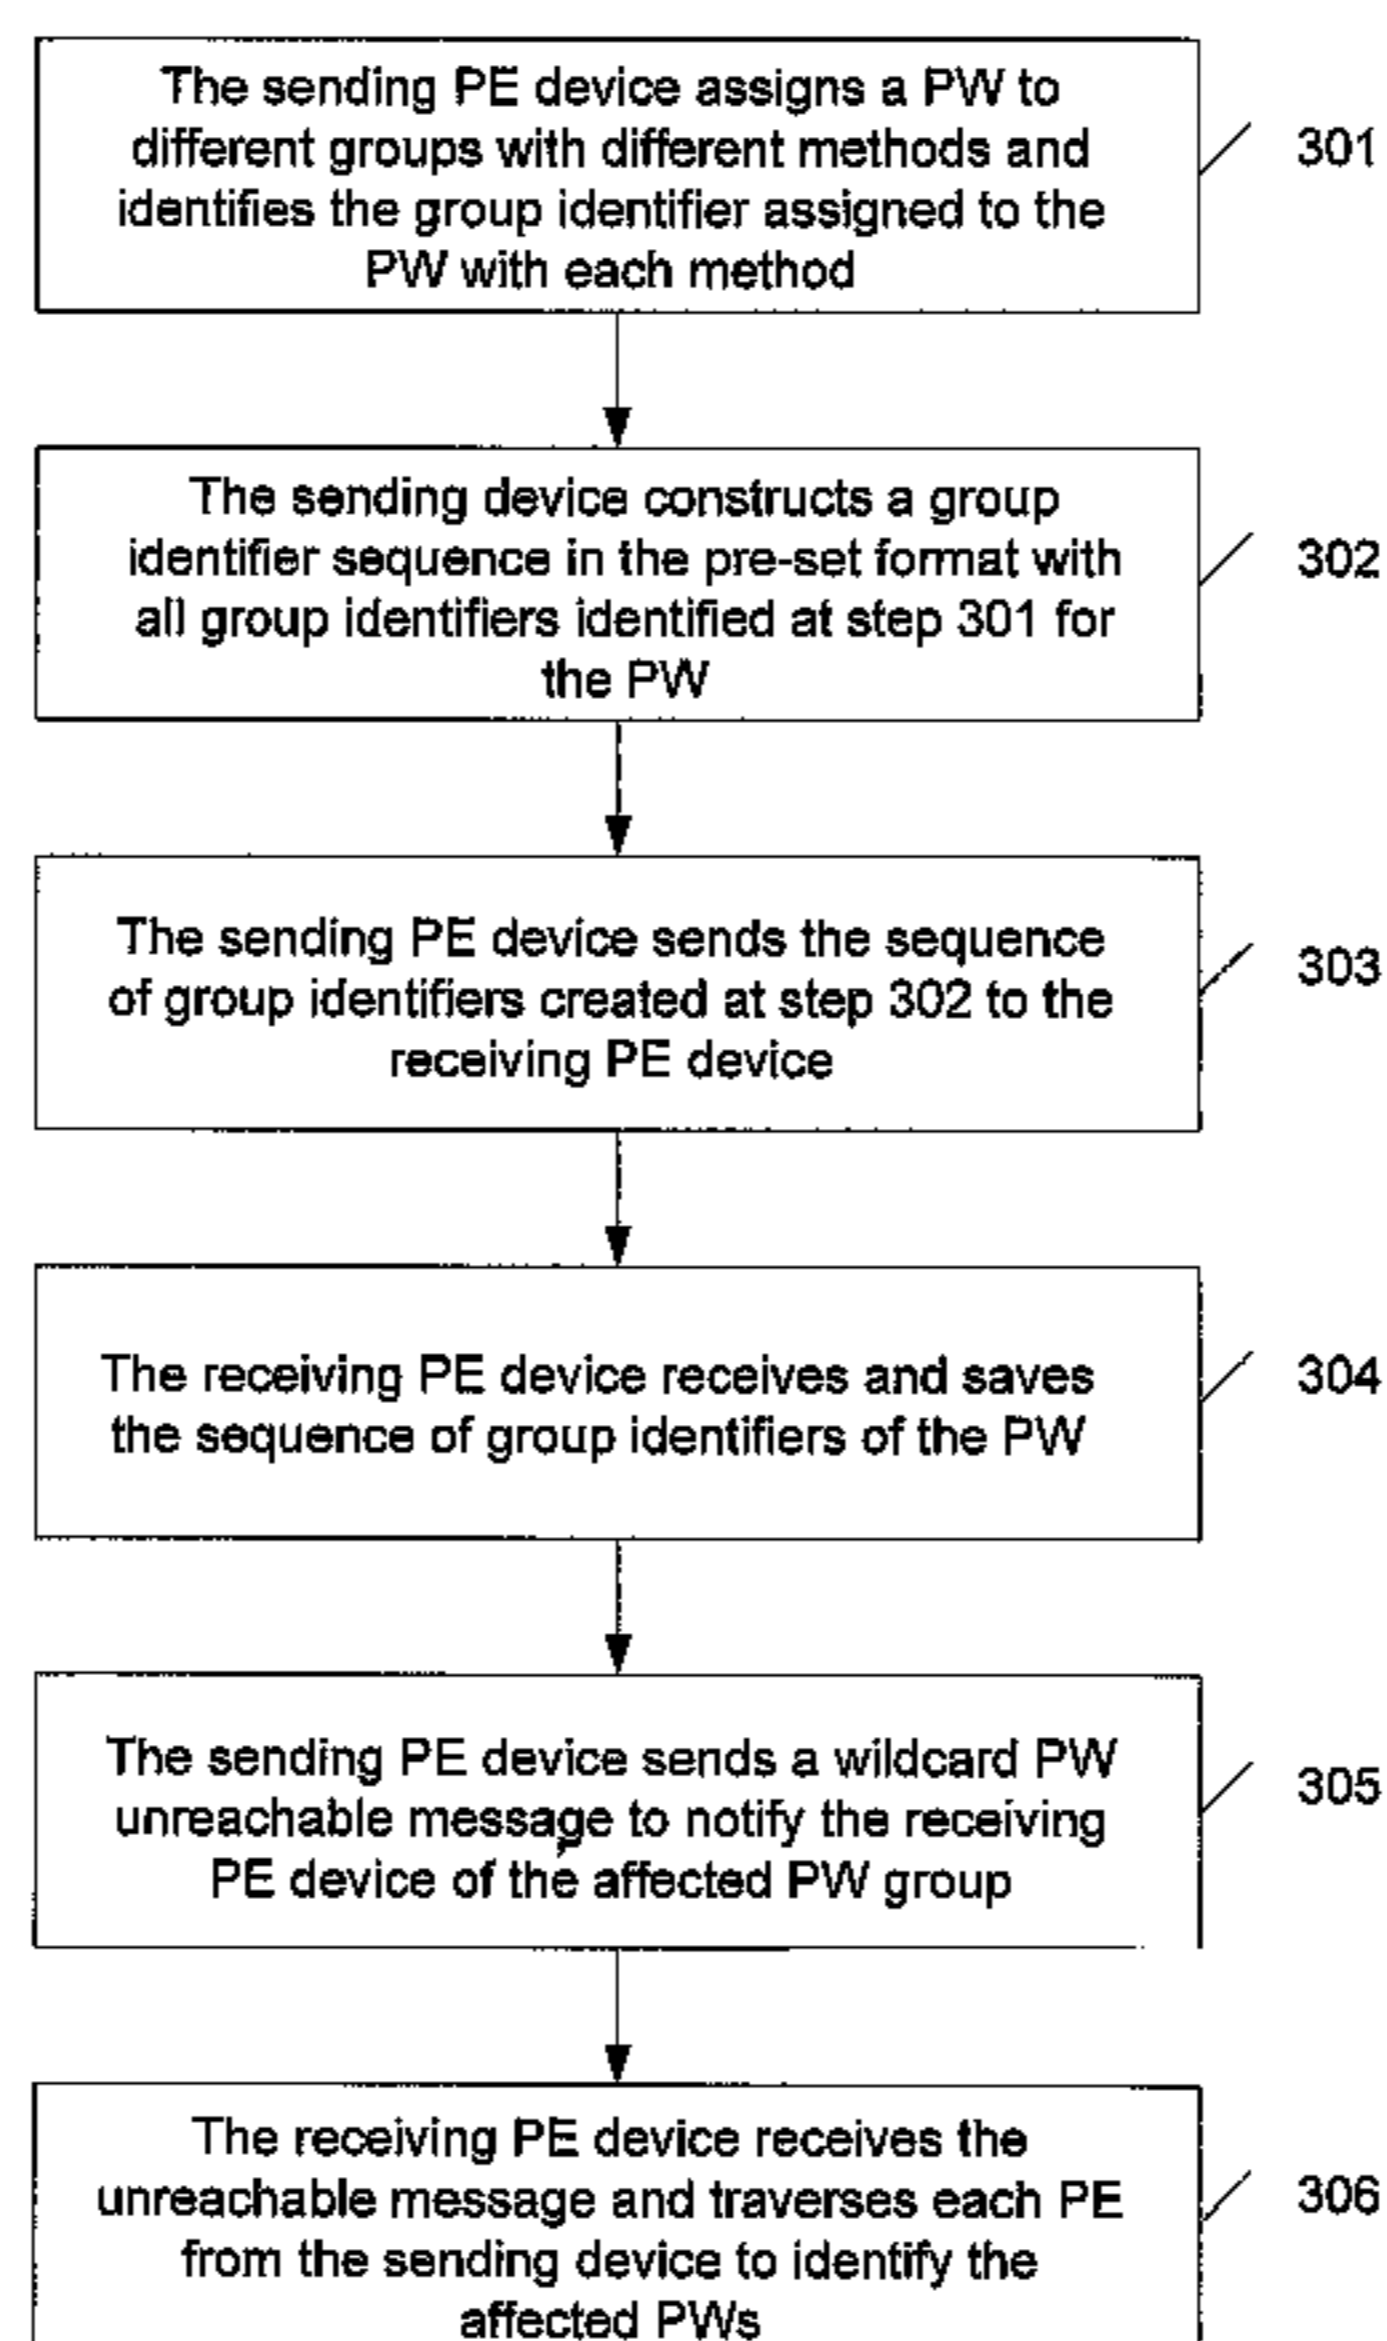 The sending PE device assigns a PW to
different groups with different methods and
identifies the group identifier assigned to the
PW with each method
301
The sending device constructs a group
identifier sequence in the pre-set format with
all group identifiers identified at step 301 for
the PW
302
The sending PE device sends the sequence
of group identifiers created at step 302 to the
receiving PE device
303
The receiving PE device receives and saves
the sequence of group identifiers of the PW
304
The sending PE device sends a wildcard PW
unreachable message to notify the receiving
PE device of the affected PW group
305
The receiving PE device receives the
unreachable message and traverses each PE
from the sending device to identify the
affected PWs
306